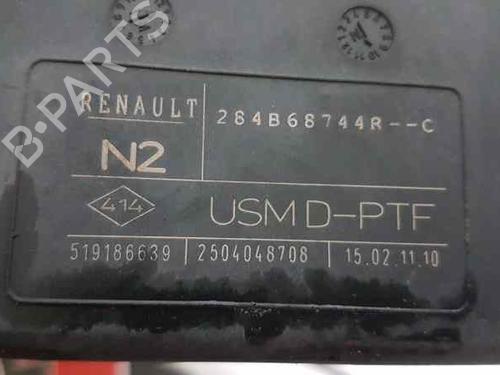 B-PARTS
RENAULT
284B68744R--C
N2
414
USM D-PTF
519186639
2504048708
15.02.11.10